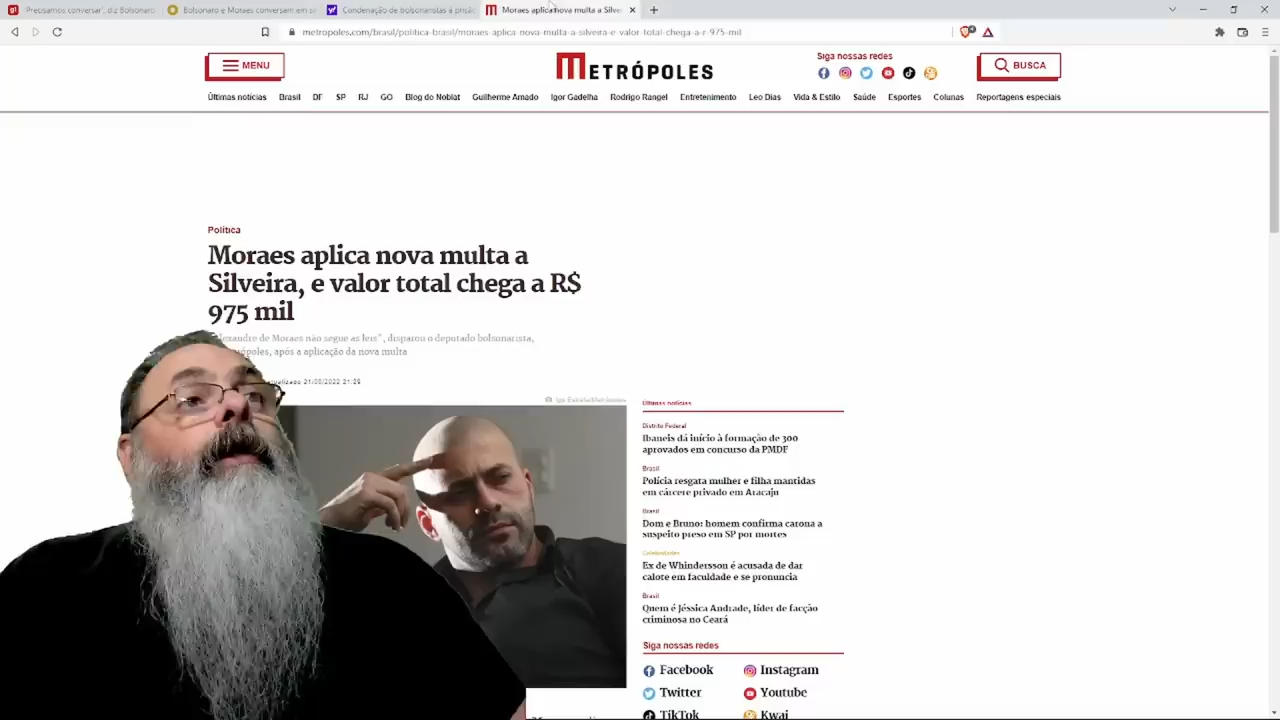 Precisamos conversar', diz Bolsonaro
Bolsonaro e Moraes conversem em pr
Condenação de bolsonaristas à prisão
Moraes aplica nova multa a Silvei
metropoles.com/brasil/politica-brasil/moraes-aplica-nova-multa-a-silveira-e-valor-total-chega-a-r-975-mil
MENU
METRÓPOLES
Siga nossas redes
BUSCA
Últimas notícias Brasil DF SP RJ GO Blog do Noblat Guilherme Amado Igor Gadelha Rodrigo Rangel Entretenimento Leo Dias Vida & Estilo Saúde Esportes Colunas Reportagens especiais
Política
Moraes aplica nova multa a
Silveira, e valor total chega a R$
975 mil
de Moraes não segue as leis", disparou o deputado bolsonarista,
após a aplicação da nova multa
21:29
Últimas notícias
Distrito Federal
Ibaneis dá início à formação de 300
aprovados em concurso da PMDF
Brasil
Polícia resgata mulher e filha mantidas
em cárcere privado em Aracaju
Brasil
Dom e Bruno: homem confirma carona a
suspeito preso em SP por mortes
Celebridades
Ex de Whindersson é acusada de dar
calote em faculdade e se pronuncia
Brasil
Quem é Jéssica Andrade, líder de facção
criminosa no Ceará
Siga nossas redes
Facebook Instagram
Twitter Youtube
TikTok Kwai